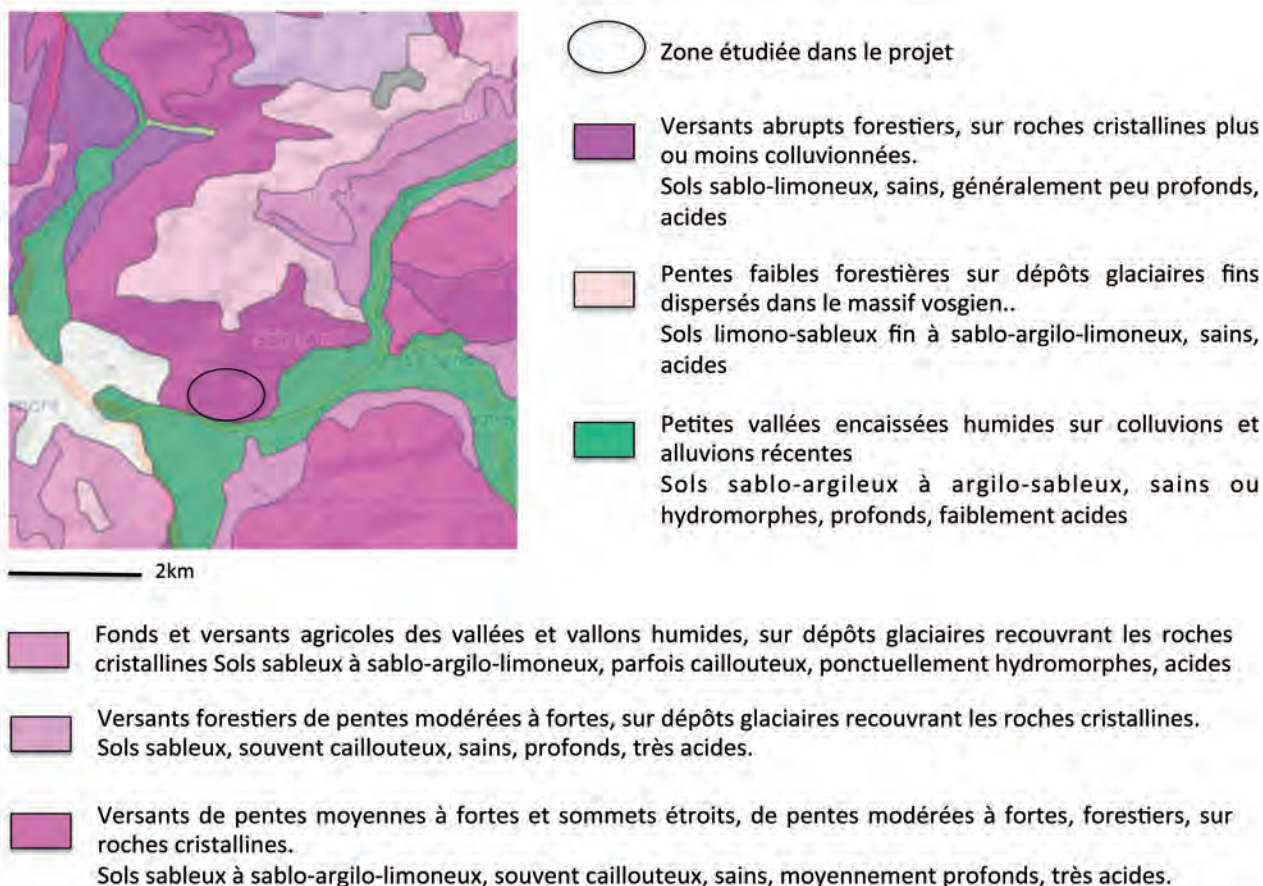 Zone étudiée dans le projet
Versants abrupts forestiers, sur roches cristallines plus
ou moins colluvionnées.
Sols sablo-limoneux, sains, généralement peu profonds,
acides
Pentes faibles forestières sur dépôts glaciaires fins
dispersés dans le massif vosgien..
Sols limono-sableux fin à sablo-argilo-limoneux, sains,
acides
Petites vallées encaissées humides sur colluvions et
alluvions récentes
Sols sablo-argileux à argilo-sableux, sains ou
hydromorphes, profonds, faiblement acides
2km
Fonds et versants agricoles des vallées et vallons humides, sur dépôts glaciaires recouvrant les roches
cristallines Sols sableux à sablo-argilo-limoneux, parfois caillouteux, ponctuellement hydromorphes, acides
Versants forestiers de pentes modérées à fortes, sur dépôts glaciaires recouvrant les roches cristallines.
Sols sableux, souvent caillouteux, sains, profonds, très acides.
Versants de pentes moyennes à fortes et sommets étroits, de pentes modérées à fortes, forestiers, sur
roches cristallines.
Sols sableux à sablo-argilo-limoneux, souvent caillouteux, sains, moyennement profonds, très acides.